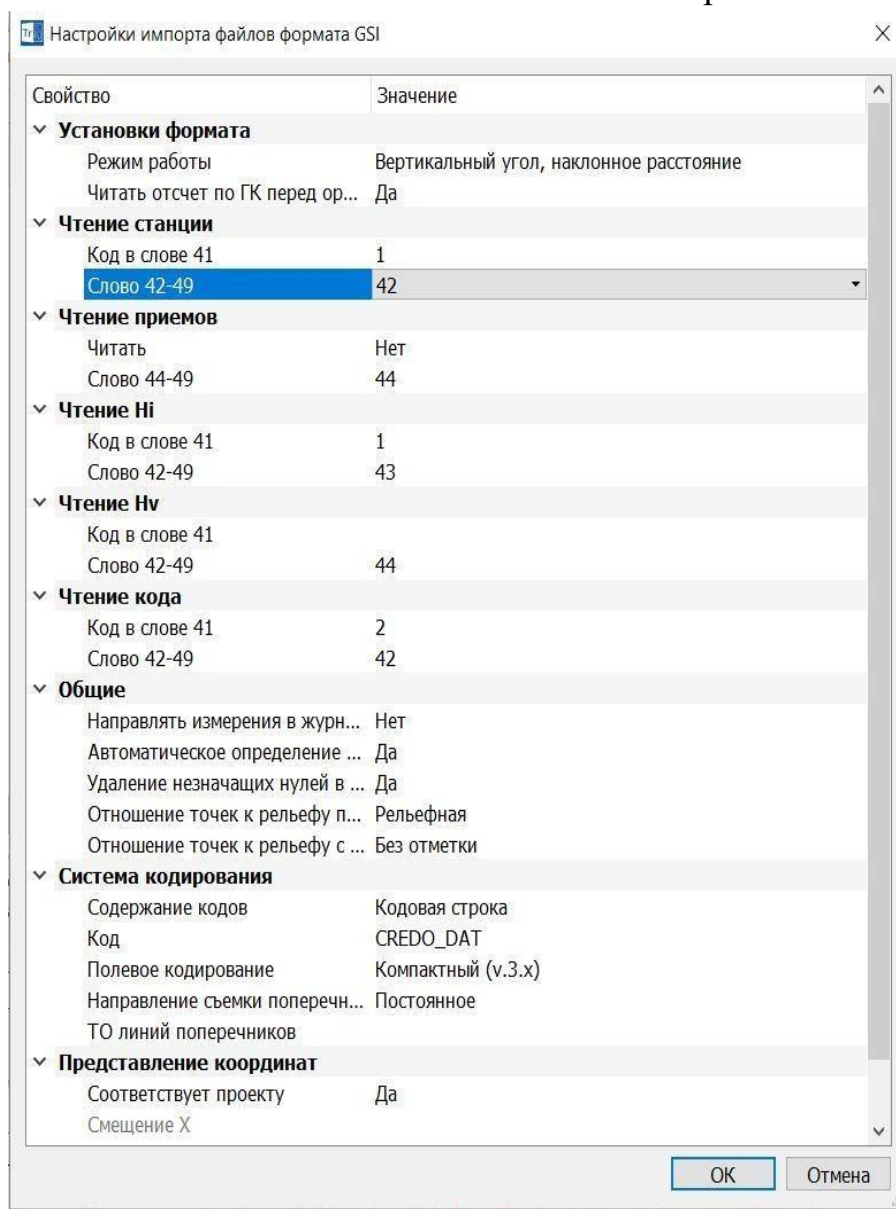 Настройки импорта файлов формата GSI
Свойство Значение
Установки формата
Режим работы Вертикальный угол, наклонное расстояние
Читать отсчет по ГК перед ор... Да
Чтение станции
Код в слове 41 1
Слово 42-49 42
Чтение приемов
Читать Нет
Слово 44-49 44
Чтение Hi
Код в слове 41 1
Слово 42-49 43
Чтение Hv
Код в слове 41
Слово 42-49 44
Чтение кода
Код в слове 41 2
Слово 42-49 42
Общие
Направлять измерения в журн... Нет
Автоматическое определение ... Да
Удаление незначащих нулей в ... Да
Отношение точек к рельефу п... Рельефная
Отношение точек к рельефу с ... Без отметки
Система кодирования
Содержание кодов Кодовая строка
Код CREDO_DAT
Полевое кодирование Компактный (v.3.x)
Направление съемки поперечн... Постоянное
ТО линий поперечников
Представление координат
Соответствует проекту Да
Смещение X
OK Отмена